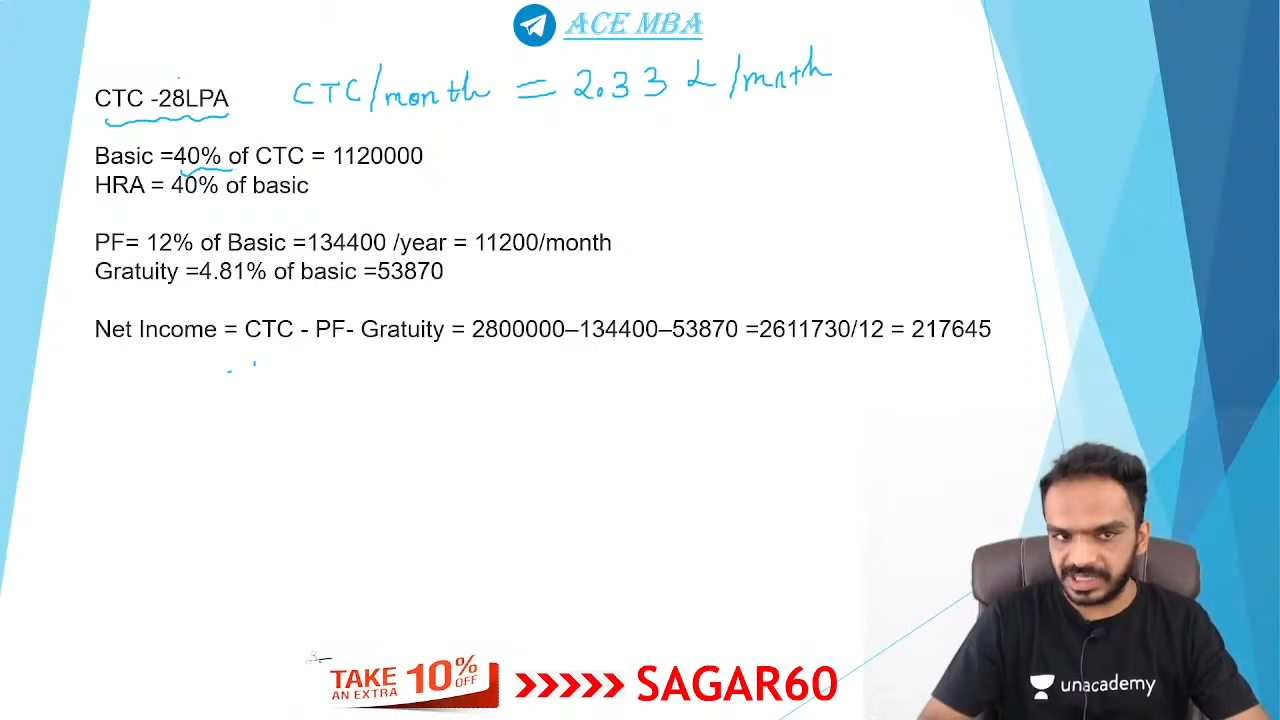 ACE MBA
CTC -28LPA
CTC/month = 2.33 L/month
Basic =40% of CTC = 1120000
HRA = 40% of basic
PF= 12% of Basic =134400 /year = 11200/month
Gratuity =4.81% of basic =53870
Net Income = CTC - PF- Gratuity = 2800000–134400–53870 =2611730/12 = 217645
TAKE 10% OFF
AN EXTRA
>>>>>> SAGAR60
unacademy